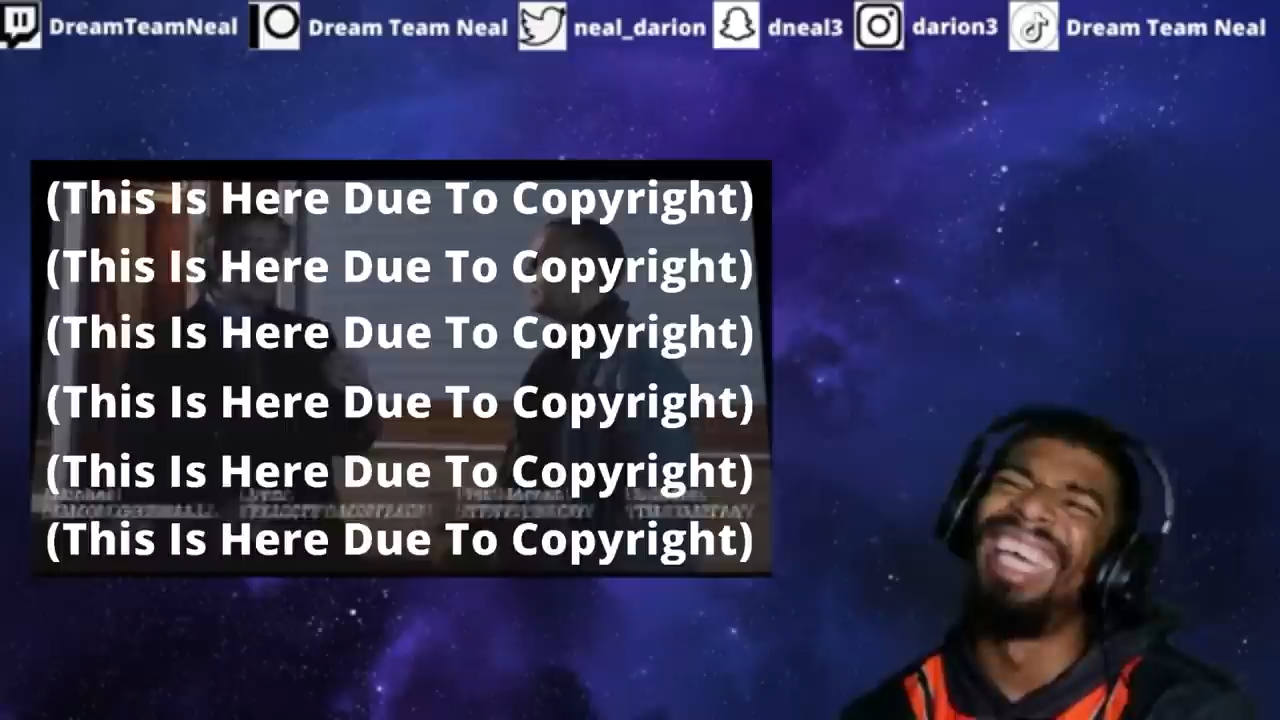 DreamTeamNeal Dream Team Neal neal_darion dneal3 darion3 Dream Team Neal
(This Is Here Due To Copyright)
(This Is Here Due To Copyright)
(This Is Here Due To Copyright)
(This Is Here Due To Copyright)
(This Is Here Due To Copyright)
(This Is Here Due To Copyright)